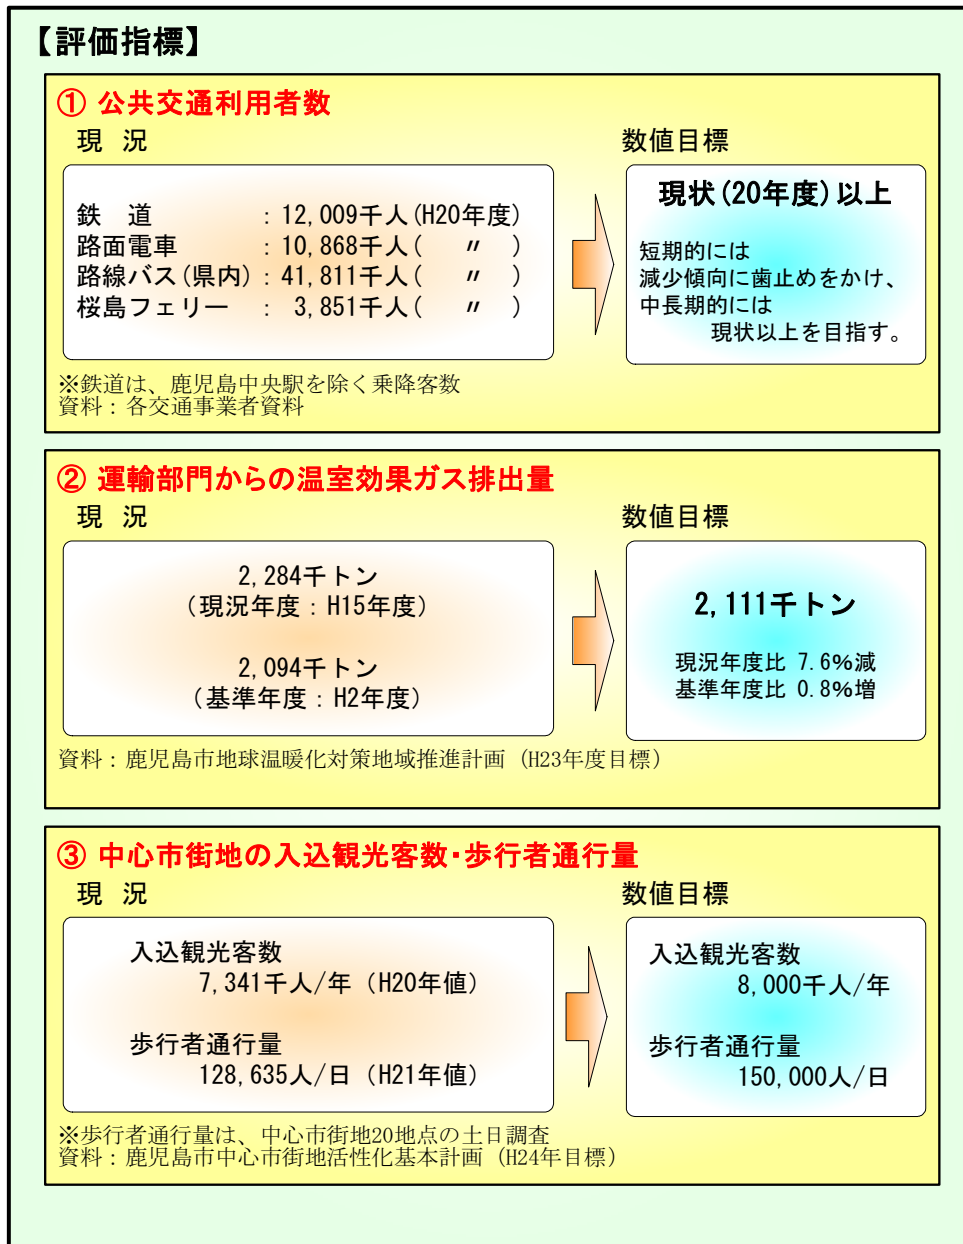 【評価指標】
① 公共交通利用者数
現 況
数値目標
鉄 道 : 12,009千人(H20年度)
路面電車 : 10,868千人( 〃 )
路線バス(県内) : 41,811千人( 〃 )
桜島フェリー : 3,851千人( 〃 )
現状(20年度)以上
短期的には
減少傾向に歯止めをかけ、
中長期的には
現状以上を目指す。
※鉄道は、鹿児島中央駅を除く乗降客数
資料：各交通事業者資料
② 運輸部門からの温室効果ガス排出量
現 況
数値目標
2,284千トン
(現況年度：H15年度)
2,094千トン
(基準年度：H2年度)
2,111千トン
現況年度比 7.6%減
基準年度比 0.8%増
資料：鹿児島市地球温暖化対策地域推進計画 (H23年度目標)
③ 中心市街地の入込観光客数・歩行者通行量
現 況
数値目標
入込観光客数
7,341千人/年 (H20年値)
歩行者通行量
128,635人/日 (H21年値)
入込観光客数
8,000千人/年
歩行者通行量
150,000人/日
※歩行者通行量は、中心市街地20地点の土日調査
資料：鹿児島市中心市街地活性化基本計画 (H24年目標)